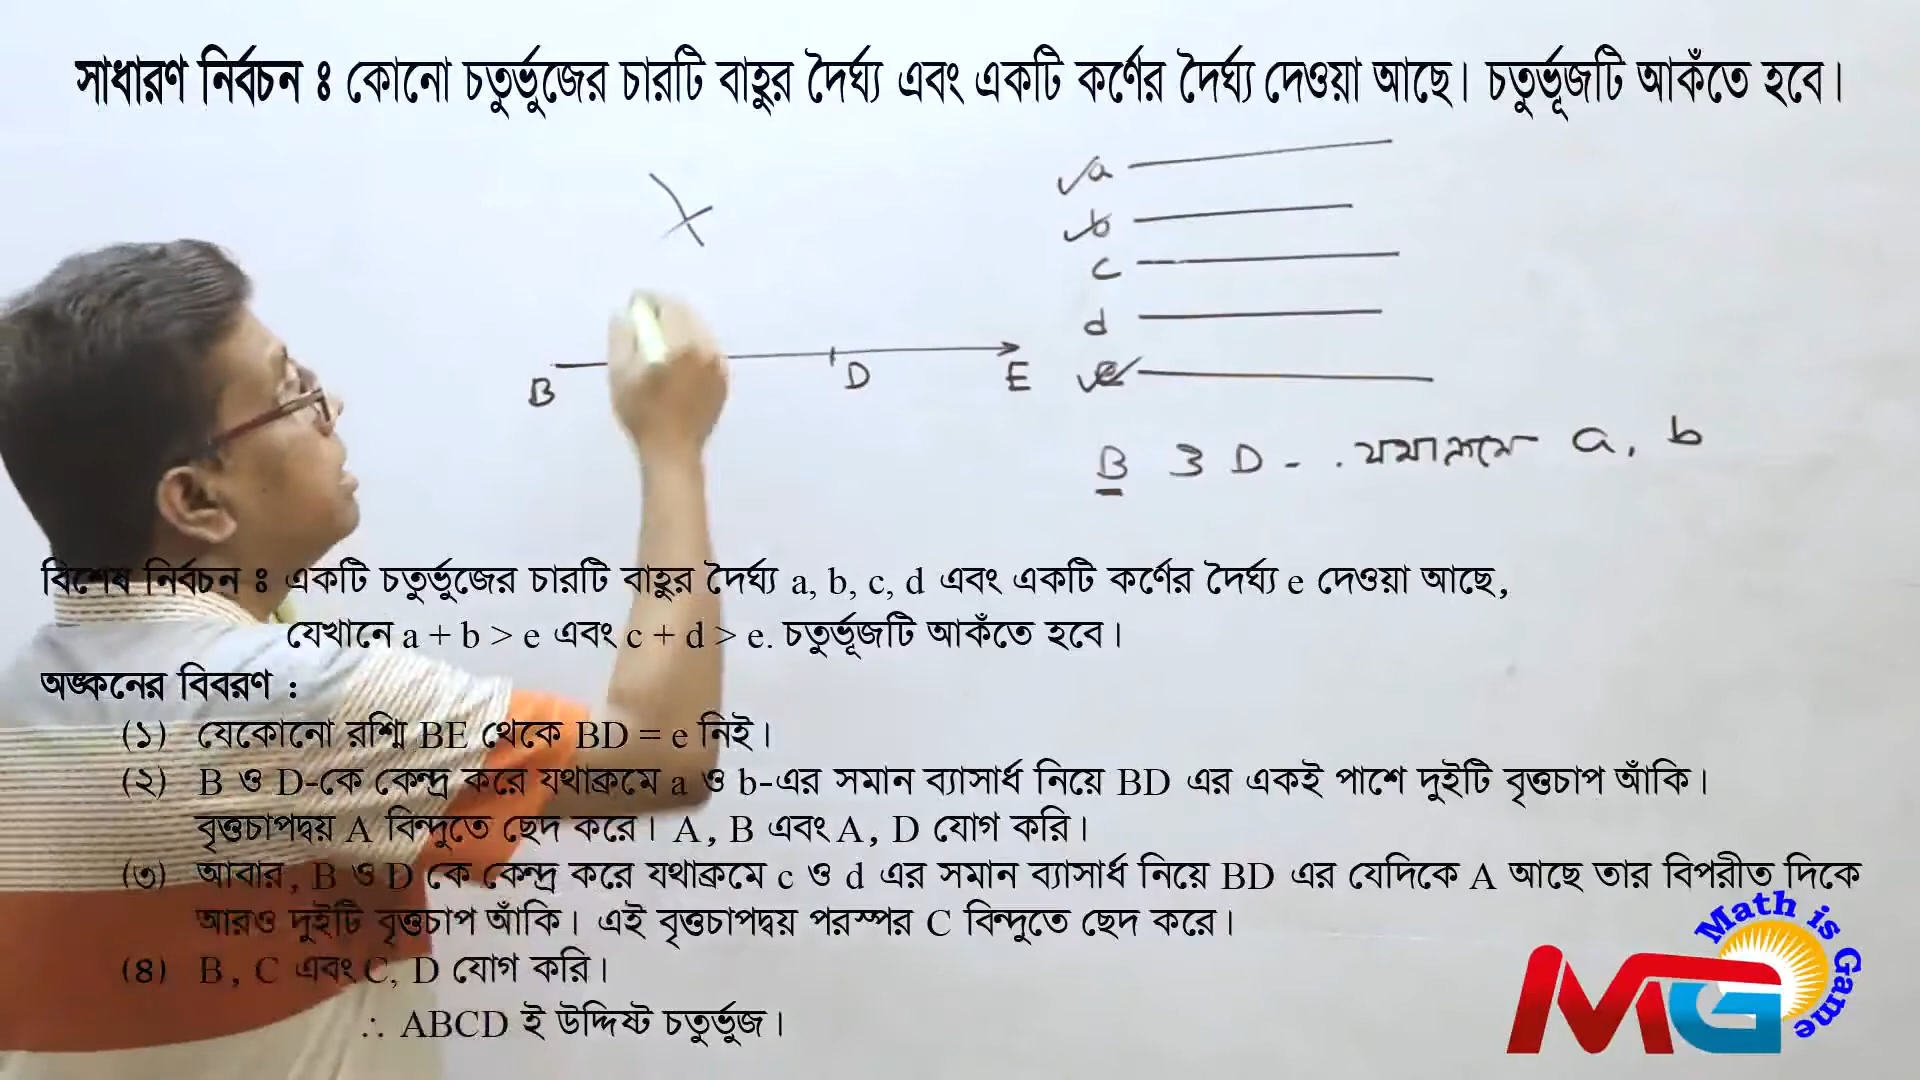 সাধারণ নির্বচন ঃ কোনো চতুর্ভুজের চারটি বাহুর দৈর্ঘ্য এবং একটি কর্ণের দৈর্ঘ্য দেওয়া আছে। চতুর্ভূজটি আকঁতে হবে।
a
b
c
d
e
B D E
B ও D - . . যথাক্রমে a, b
বিশেষ নির্বচন ঃ একটি চতুর্ভুজের চারটি বাহুর দৈর্ঘ্য a, b, c, d এবং একটি কর্ণের দৈর্ঘ্য e দেওয়া আছে,
যেখানে a + b > e এবং c + d > e. চতুর্ভূজটি আকঁতে হবে।
অঙ্কনের বিবরণ :
(১) যেকোনো রশ্মি BE থেকে BD = e নিই।
(২) B ও D-কে কেন্দ্র করে যথাক্রমে a ও b-এর সমান ব্যাসার্ধ নিয়ে BD এর একই পাশে দুইটি বৃত্তচাপ আঁকি।
বৃত্তচাপদ্বয় A বিন্দুতে ছেদ করে। A, B এবং A, D যোগ করি।
(৩) আবার, B ও D কে কেন্দ্র করে যথাক্রমে c ও d এর সমান ব্যাসার্ধ নিয়ে BD এর যেদিকে A আছে তার বিপরীত দিকে
আরও দুইটি বৃত্তচাপ আঁকি। এই বৃত্তচাপদ্বয় পরস্পর C বিন্দুতে ছেদ করে।
(৪) B, C এবং C, D যোগ করি।
∴ ABCD ই উদ্দিষ্ট চতুর্ভুজ।
Math is Game
MG